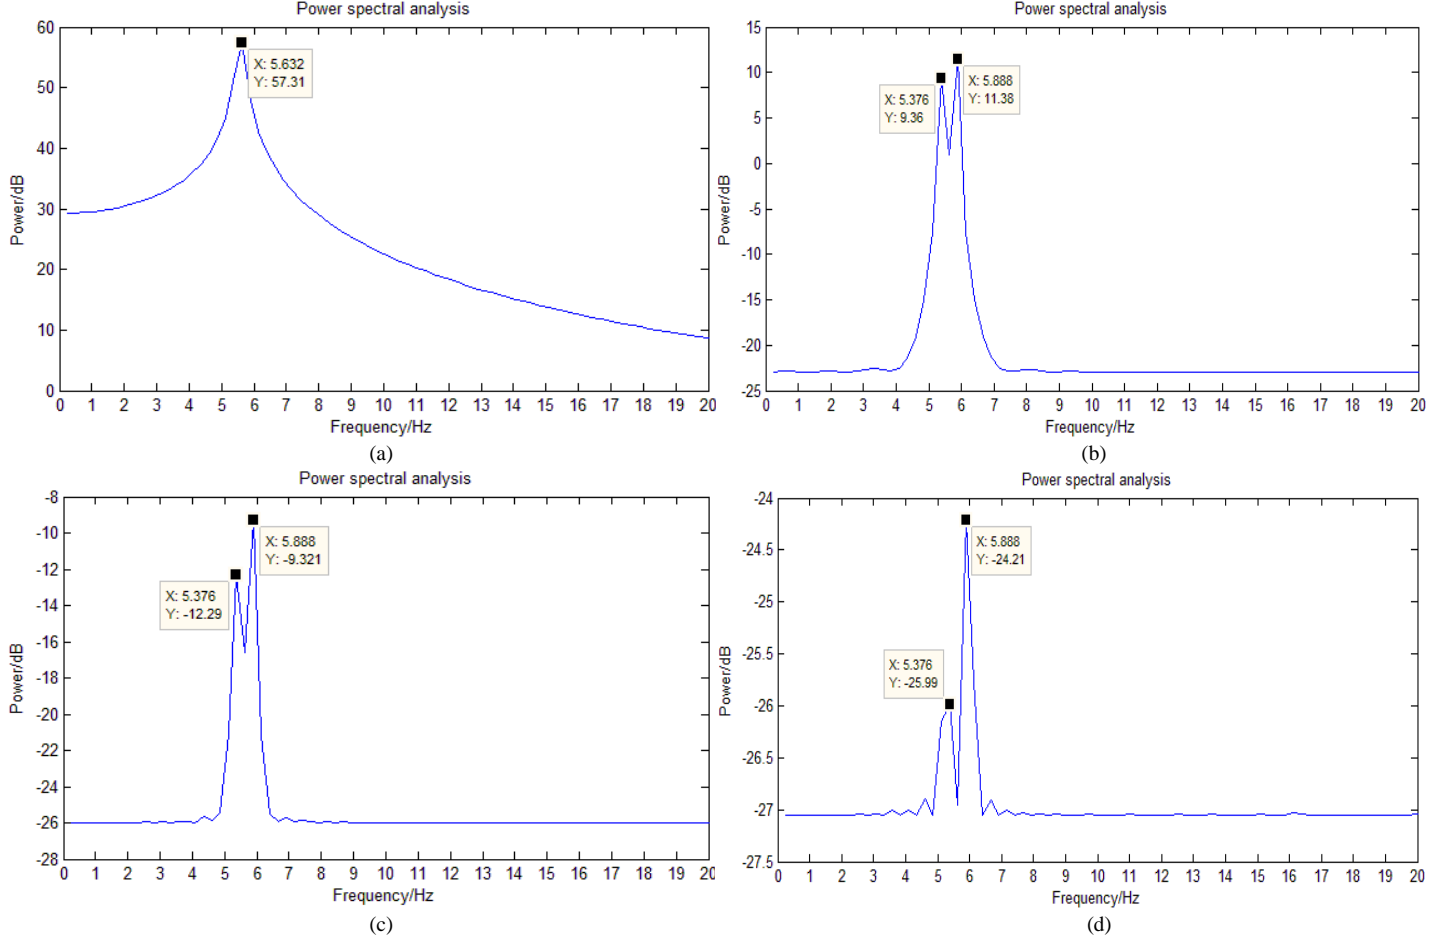 Power spectral analysis
60
50
40
30
20
10
0
Power/dB
X: 5.632
Y: 57.31
0 1 2 3 4 5 6 7 8 9 10 11 12 13 14 15 16 17 18 19 20
Frequency/Hz
(a)
Power spectral analysis
15
10
5
0
-5
-10
-15
-20
-25
Power/dB
X: 5.376
Y: 9.36
X: 5.888
Y: 11.38
0 1 2 3 4 5 6 7 8 9 10 11 12 13 14 15 16 17 18 19 20
Frequency/Hz
(b)
Power spectral analysis
-8
-10
-12
-14
-16
-18
-20
-22
-24
-26
-28
Power/dB
X: 5.376
Y: -12.29
X: 5.888
Y: -9.321
0 1 2 3 4 5 6 7 8 9 10 11 12 13 14 15 16 17 18 19 20
Frequency/Hz
(c)
Power spectral analysis
-24
-24.5
-25
-25.5
-26
-26.5
-27
-27.5
Power/dB
X: 5.888
Y: -24.21
X: 5.376
Y: -25.99
0 1 2 3 4 5 6 7 8 9 10 11 12 13 14 15 16 17 18 19 20
Frequency/Hz
(d)